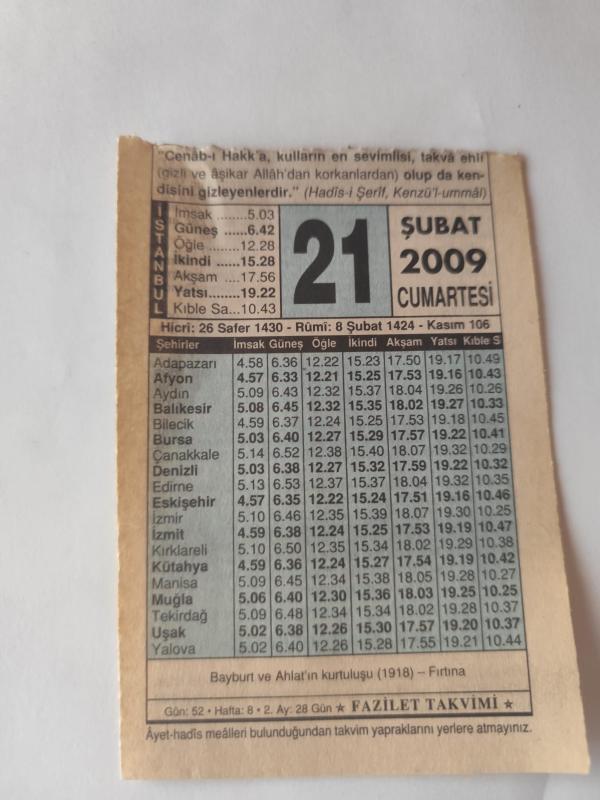 "Cenâb-ı Hakk'a, kulların en sevimlisi, takvâ ehli
(gizli ve âşikar Allâh'dan korkanlardan) olup da ken-
disini gizleyenlerdir." (Hadîs-i Şerîf, Kenzü'l-ummâl)
İSTANBUL
İmsak ........5.03
Güneş ......6.42
Öğle .......12.28
İkindi .....15.28
Akşam ....17.56
Yatsı........19.22
Kıble Sa...10.43
21
ŞUBAT
2009
CUMARTESİ
Hicrî: 26 Safer 1430 - Rûmî: 8 Şubat 1424 - Kasım 106
Şehirler İmsak Güneş Öğle İkindi Akşam Yatsı Kıble S
Adapazarı 4.58 6.36 12.22 15.23 17.50 19.17 10.49
Afyon 4.57 6.33 12.21 15.25 17.53 19.16 10.43
Aydın 5.09 6.43 12.32 15.37 18.04 19.26 10.26
Balıkesir 5.08 6.45 12.32 15.35 18.02 19.27 10.33
Bilecik 4.59 6.37 12.24 15.25 17.53 19.18 10.45
Bursa 5.03 6.40 12.27 15.29 17.57 19.22 10.41
Çanakkale 5.14 6.52 12.38 15.40 18.07 19.32 10.29
Denizli 5.03 6.38 12.27 15.32 17.59 19.22 10.32
Edirne 5.13 6.53 12.37 15.37 18.04 19.32 10.35
Eskişehir 4.57 6.35 12.22 15.24 17.51 19.16 10.46
İzmir 5.10 6.46 12.35 15.39 18.07 19.30 10.25
İzmit 4.59 6.38 12.24 15.25 17.53 19.19 10.47
Kırklareli 5.10 6.50 12.35 15.34 18.02 19.29 10.38
Kütahya 4.59 6.36 12.24 15.27 17.54 19.19 10.42
Manisa 5.09 6.45 12.34 15.38 18.05 19.28 10.27
Muğla 5.06 6.40 12.30 15.36 18.03 19.25 10.25
Tekirdağ 5.09 6.48 12.34 15.34 18.02 19.28 10.37
Uşak 5.02 6.38 12.26 15.30 17.57 19.20 10.37
Yalova 5.02 6.40 12.26 15.28 17.55 19.21 10.44
Bayburt ve Ahlat'ın kurtuluşu (1918) – Fırtına
Gün: 52 • Hafta: 8 • 2. Ay: 28 Gün ★ FAZİLET TAKVİMİ ★
Âyet-hadîs meâlleri bulunduğundan takvim yapraklarını yerlere atmayınız.